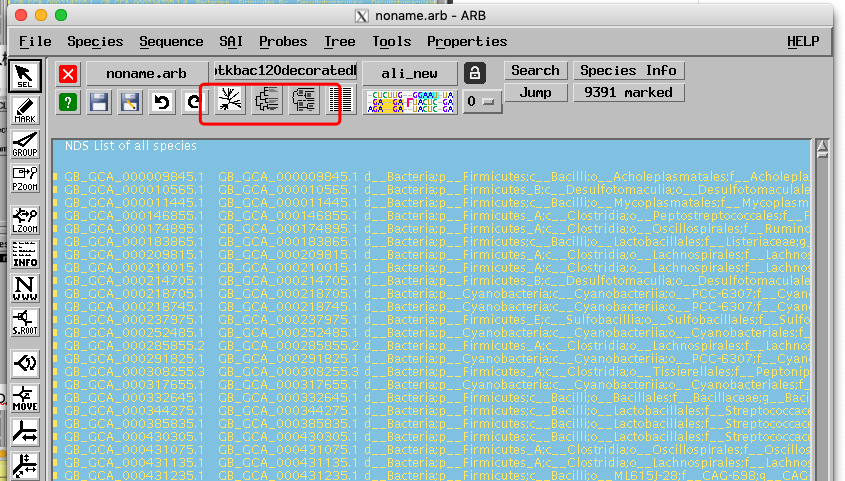 noname.arb - ARB
File Species Sequence SAI Probes Tree Tools Properties HELP
noname.arb
tkbac120decorated
ali_new
Search
Species Info
Jump
9391 marked
0
SEL
MARK
GROUP
PZOOM
LZOOM
INFO
N
WWW
S.ROOT
MOVE
NDS List of all species
GB_GCA_000009845.1 GB_GCA_000009845.1 d__Bacteria;p__Firmicutes;c__Bacilli;o__Acholeplasmatales;f__Acholepla
GB_GCA_000010565.1 GB_GCA_000010565.1 d__Bacteria;p__Firmicutes_B;c__Desulfotomaculia;o__Desulfotomaculale
GB_GCA_000011445.1 GB_GCA_000011445.1 d__Bacteria;p__Firmicutes;c__Bacilli;o__Mycoplasmatales;f__Mycoplasm
GB_GCA_000146855.1 GB_GCA_000146855.1 d__Bacteria;p__Firmicutes_A;c__Clostridia;o__Peptostreptococcales;f__F
GB_GCA_000174895.1 GB_GCA_000174895.1 d__Bacteria;p__Firmicutes_A;c__Clostridia;o__Oscillospirales;f__Rumino
GB_GCA_000183865.1 GB_GCA_000183865.1 d__Bacteria;p__Firmicutes;c__Bacilli;o__Lactobacillales;f__Listeriaceae;g_
GB_GCA_000209815.1 GB_GCA_000209815.1 d__Bacteria;p__Firmicutes_A;c__Clostridia;o__Lachnospirales;f__Lachnos
GB_GCA_000210015.1 GB_GCA_000210015.1 d__Bacteria;p__Firmicutes_A;c__Clostridia;o__Lachnospirales;f__Lachnos
GB_GCA_000214705.1 GB_GCA_000214705.1 d__Bacteria;p__Firmicutes_B;c__Desulfotomaculia;o__Desulfotomaculale
GB_GCA_000218705.1 GB_GCA_000218705.1 d__Bacteria;p__Cyanobacteria;c__Cyanobacteriia;o__PCC-6307;f__Cyan
GB_GCA_000218745.1 GB_GCA_000218745.1 d__Bacteria;p__Cyanobacteria;c__Cyanobacteriia;o__PCC-6307;f__Cyan
GB_GCA_000237975.1 GB_GCA_000237975.1 d__Bacteria;p__Firmicutes_E;c__Sulfobacillia;o__Sulfobacillales;f__Sulfo
GB_GCA_000252485.1 GB_GCA_000252485.1 d__Bacteria;p__Cyanobacteria;c__Cyanobacteriia;o__Cyanobacteriales;f
GB_GCA_000285855.2 GB_GCA_000285855.2 d__Bacteria;p__Firmicutes_A;c__Clostridia;o__Lachnospirales;f__Lachnos
GB_GCA_000291825.1 GB_GCA_000291825.1 d__Bacteria;p__Cyanobacteria;c__Cyanobacteriia;o__PCC-6307;f__Cyan
GB_GCA_000308255.3 GB_GCA_000308255.3 d__Bacteria;p__Firmicutes_A;c__Clostridia;o__Tissierellales;f__Peptonip
GB_GCA_000317655.1 GB_GCA_000317655.1 d__Bacteria;p__Cyanobacteria;c__Cyanobacteriia;o__Cyanobacteriales;f
GB_GCA_000332645.1 GB_GCA_000332645.1 d__Bacteria;p__Firmicutes;c__Bacilli;o__Bacillales;f__Bacillaceae;g__Bac
GB_GCA_000344275.1 GB_GCA_000344275.1 d__Bacteria;p__Firmicutes;c__Bacilli;o__Lactobacillales;f__Streptococcace
GB_GCA_000385835.1 GB_GCA_000385835.1 d__Bacteria;p__Firmicutes;c__Bacilli;o__Lactobacillales;f__Streptococcace
GB_GCA_000430305.1 GB_GCA_000430305.1 d__Bacteria;p__Firmicutes;c__Bacilli;o__Lactobacillales;f__Streptococcace
GB_GCA_000431075.1 GB_GCA_000431075.1 d__Bacteria;p__Firmicutes_A;c__Clostridia;o__Oscillospirales;f__Oscillos
GB_GCA_000431135.1 GB_GCA_000431135.1 d__Bacteria;p__Firmicutes_A;c__Clostridia;o__Lachnospirales;f__Lachnos
GB_GCA_000431235.1 GB_GCA_000431235.1 d__Bacteria;p__Firmicutes;c__Bacilli;o__ML615J-28;f__CAG-698;g__CAG